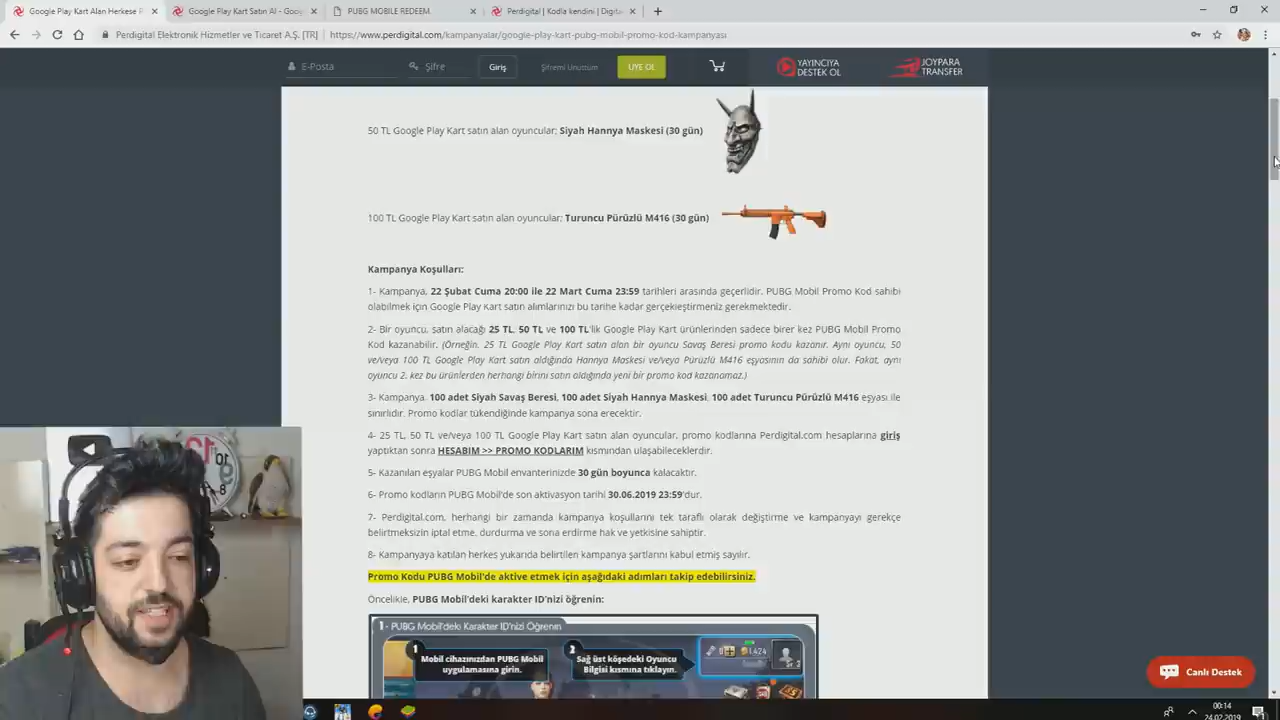 Google Play Kart Alan Herkese P
Google Play Kart Satın Al - Goog
PUBG MOBILE REDEEM.
Perdigital | Kodla kendini | Digita
Perdigital Elektronik Hizmetler ve Ticaret A.Ş. [TR] | https://www.perdigital.com/kampanyalar/google-play-kart-pubg-mobil-promo-kod-kampanyasi
E-Posta
Şifre
Giriş
Şifremi Unuttum
ÜYE OL
YAYINCIYA
DESTEK OL
JOYPARA
TRANSFER
50 TL Google Play Kart satın alan oyuncular; Siyah Hannya Maskesi (30 gün)
100 TL Google Play Kart satın alan oyuncular; Turuncu Pürüzlü M416 (30 gün)
Kampanya Koşulları:
1- Kampanya, 22 Şubat Cuma 20:00 ile 22 Mart Cuma 23:59 tarihleri arasında geçerlidir. PUBG Mobil Promo Kod sahibi
olabilmek için Google Play Kart satın alımlarınızı bu tarihe kadar gerçekleştirmeniz gerekmektedir.
2- Bir oyuncu, satın alacağı 25 TL, 50 TL ve 100 TL'lik Google Play Kart ürünlerinden sadece birer kez PUBG Mobil Promo
Kod kazanabilir. (Örneğin, 25 TL Google Play Kart satın alan bir oyuncu Savaş Beresi promo kodu kazanır. Aynı oyuncu, 50
ve/veya 100 TL Google Play Kart satın aldığında Hannya Maskesi ve/veya Pürüzlü M416 eşyasının da sahibi olur. Fakat, aynı
oyuncu 2. kez bu ürünlerden herhangi birini satın aldığında yeni bir promo kod kazanamaz.)
3- Kampanya, 100 adet Siyah Savaş Beresi, 100 adet Siyah Hannya Maskesi, 100 adet Turuncu Pürüzlü M416 eşyası ile
sınırlıdır. Promo kodlar tükendiğinde kampanya sona erecektir.
4- 25 TL, 50 TL ve/veya 100 TL Google Play Kart satın alan oyuncular, promo kodlarına Perdigital.com hesaplarına giriş
yaptıktan sonra HESABIM >> PROMO KODLARIM kısmından ulaşabileceklerdir.
5- Kazanılan eşyalar PUBG Mobil envanterinizde 30 gün boyunca kalacaktır.
6- Promo kodların PUBG Mobil'de son aktivasyon tarihi 30.06.2019 23:59'dur.
7- Perdigital.com, herhangi bir zamanda kampanya koşullarını tek taraflı olarak değiştirme ve kampanyayı gerekçe
belirtmeksizin iptal etme, durdurma ve sona erdirme hak ve yetkisine sahiptir.
8- Kampanyaya katılan herkes yukarıda belirtilen kampanya şartlarını kabul etmiş sayılır.
Promo Kodu PUBG Mobil'de aktive etmek için aşağıdaki adımları takip edebilirsiniz.
Öncelikle, PUBG Mobil'deki karakter ID'nizi öğrenin:
1 - PUBG Mobil'deki Karakter ID'nizi Öğrenin
1
Mobil cihazınızdan PUBG Mobil
uygulamasına girin.
2
Sağ üst köşedeki Oyuncu
Bilgisi kısmına tıklayın.
0
1,424
Canlı Destek
00:14
24.02.2019